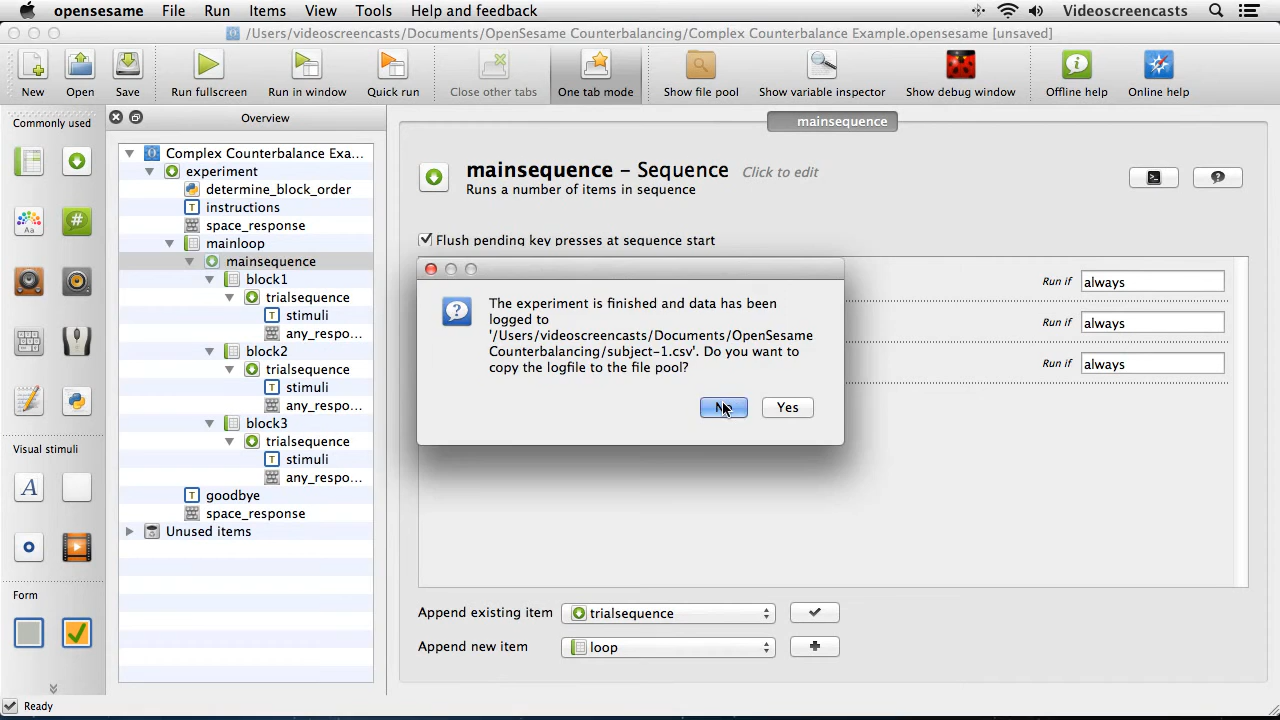 opensesame File Run Items View Tools Help and feedback Videoscreencasts
/Users/videoscreencasts/Documents/OpenSesame Counterbalancing/Complex Counterbalance Example.opensesame [unsaved]
New Open Save Run fullscreen Run in window Quick run Close other tabs One tab mode Show file pool Show variable inspector Show debug window Offline help Online help
Commonly used
Overview
mainsequence
Complex Counterbalance Exa...
experiment
determine_block_order
instructions
space_response
mainloop
mainsequence
block1
trialsequence
stimuli
any_respo...
block2
trialsequence
stimuli
any_respo...
block3
trialsequence
stimuli
any_respo...
goodbye
space_response
Unused items
Aa
Visual stimuli
A
Form
mainsequence – Sequence Click to edit
Runs a number of items in sequence
Flush pending key presses at sequence start
Run if always
Run if always
Run if always
The experiment is finished and data has been
logged to
'/Users/videoscreencasts/Documents/OpenSesame
Counterbalancing/subject-1.csv'. Do you want to
copy the logfile to the file pool?
No Yes
Append existing item trialsequence
Append new item loop
Ready